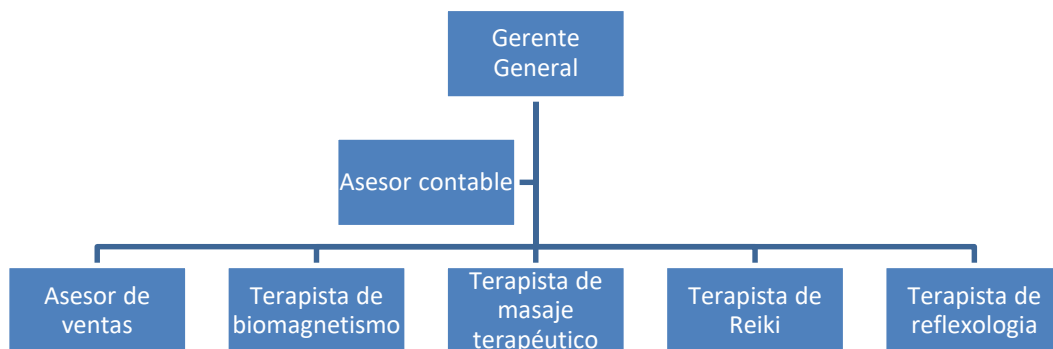 Gerente
General
Asesor contable
Asesor de
ventas
Terapista de
biomagnetismo
Terapista de
masaje
terapéutico
Terapista de
Reiki
Terapista de
reflexologia